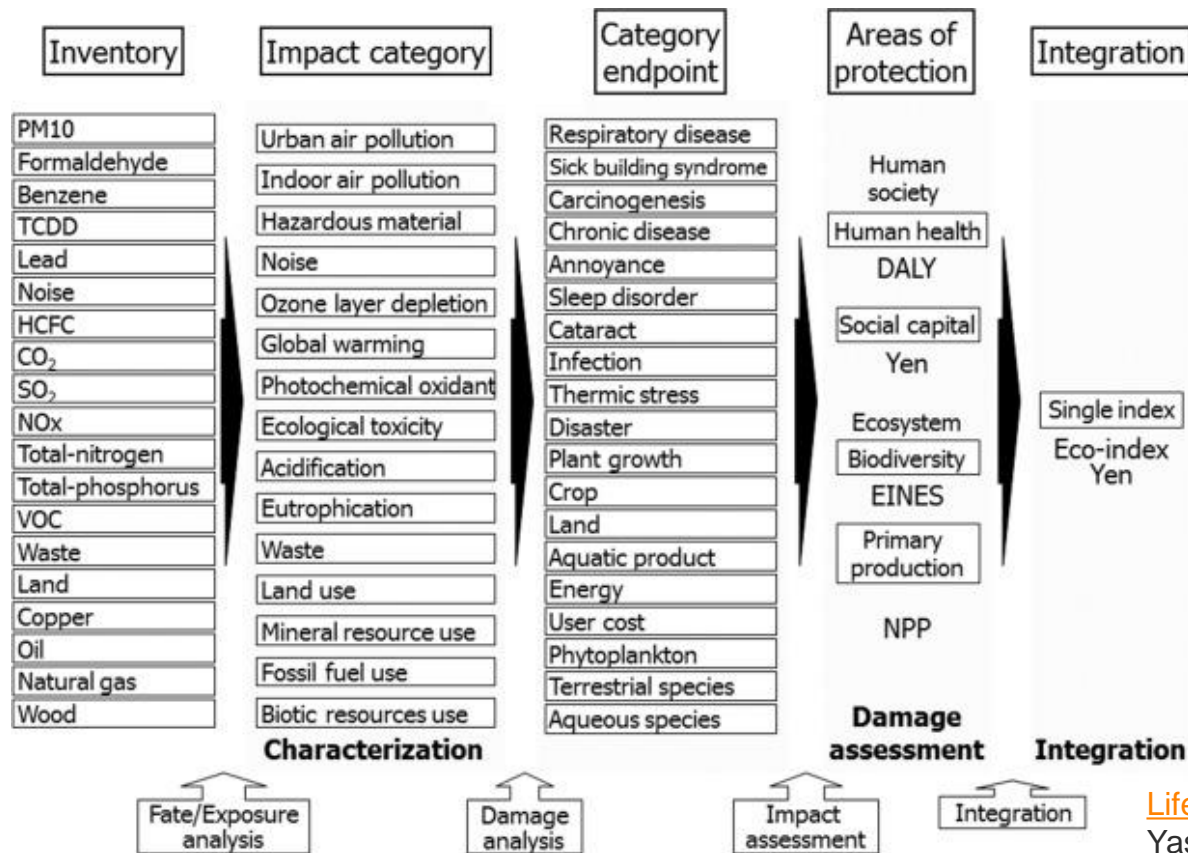 Inventory
Impact category
Category
endpoint
Areas of
protection
Integration
PM10
Formaldehyde
Benzene
TCDD
Lead
Noise
HCFC
CO₂
SO₂
NOx
Total-nitrogen
Total-phosphorus
VOC
Waste
Land
Copper
Oil
Natural gas
Wood
Urban air pollution
Indoor air pollution
Hazardous material
Noise
Ozone layer depletion
Global warming
Photochemical oxidant
Ecological toxicity
Acidification
Eutrophication
Waste
Land use
Mineral resource use
Fossil fuel use
Biotic resources use
Characterization
Respiratory disease
Sick building syndrome
Carcinogenesis
Chronic disease
Annoyance
Sleep disorder
Cataract
Infection
Thermic stress
Disaster
Plant growth
Crop
Land
Aquatic product
Energy
User cost
Phytoplankton
Terrestrial species
Aqueous species
Human
society
Human health
DALY
Social capital
Yen
Ecosystem
Biodiversity
EINES
Primary
production
NPP
Damage
assessment
Single index
Eco-index
Yen
Integration
Fate/Exposure
analysis
Damage
analysis
Impact
assessment
Integration
Life
Yas